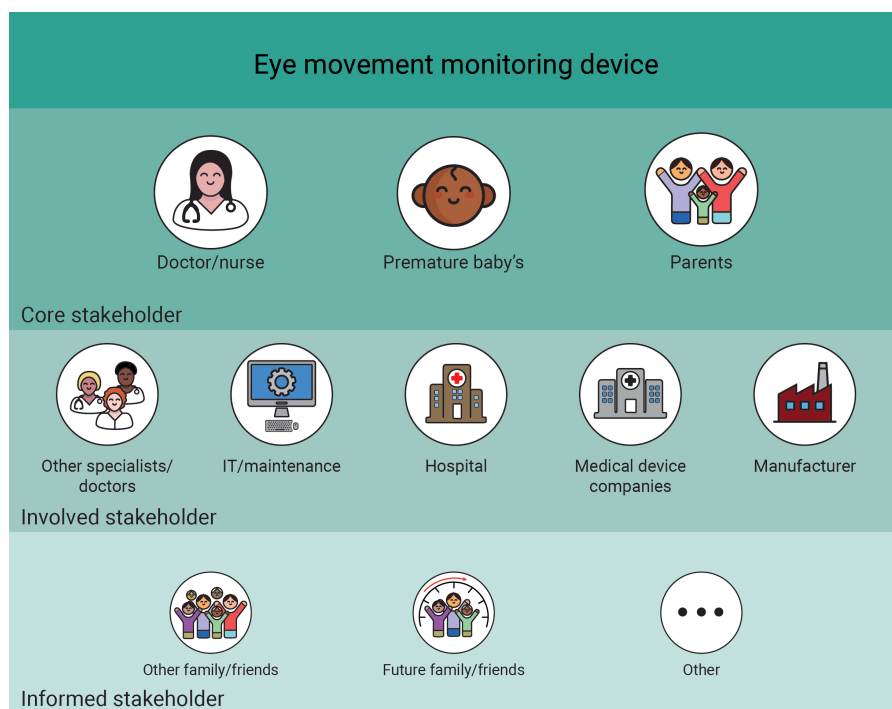 Eye movement monitoring device
Doctor/nurse
Premature baby's
Parents
Core stakeholder
Other specialists/
doctors
IT/maintenance
Hospital
Medical device
companies
Manufacturer
Involved stakeholder
Other family/friends
Future family/friends
Other
Informed stakeholder